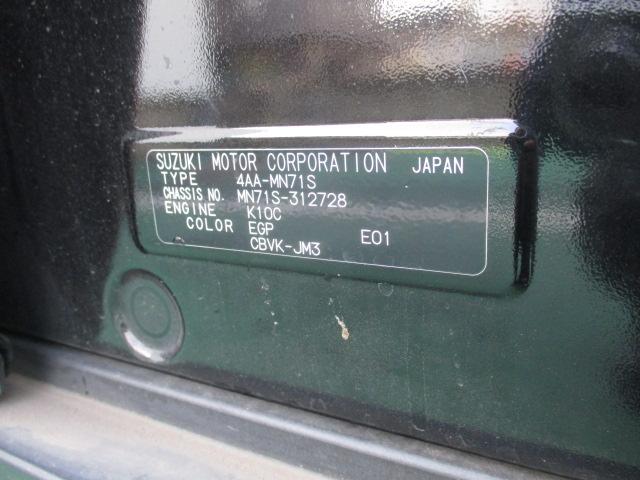 SUZUKI MOTOR CORPORATION JAPAN
TYPE 4AA-MN71S
CHASSIS NO. MN71S-312728
ENGINE K10C
COLOR EGP E01
CBVK-JM3